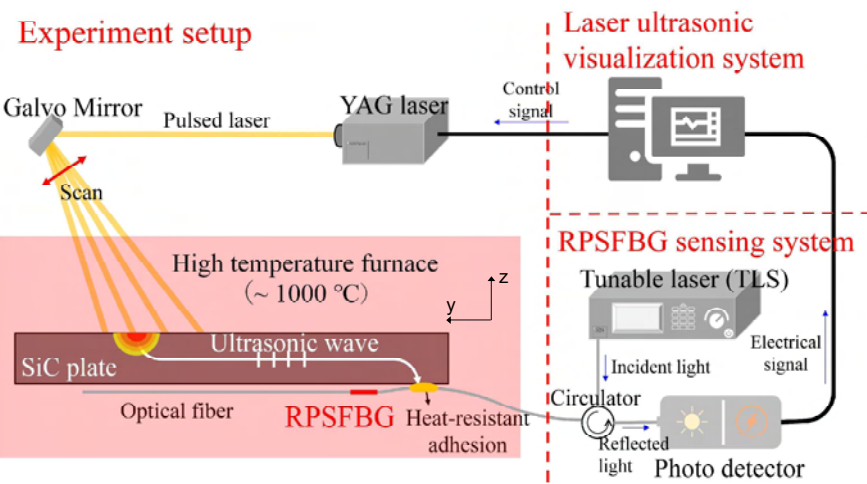 Experiment setup
Laser ultrasonic
visualization system
Galvo Mirror
Pulsed laser
YAG laser
Control
signal
Scan
RPSFBG sensing system
High temperature furnace
(~ 1000 ℃)
z
y
Tunable laser (TLS)
Ultrasonic wave
SiC plate
Incident light
Electrical
signal
Optical fiber
RPSFBG
Heat-resistant
adhesion
Circulator
Reflected
light
Photo detector